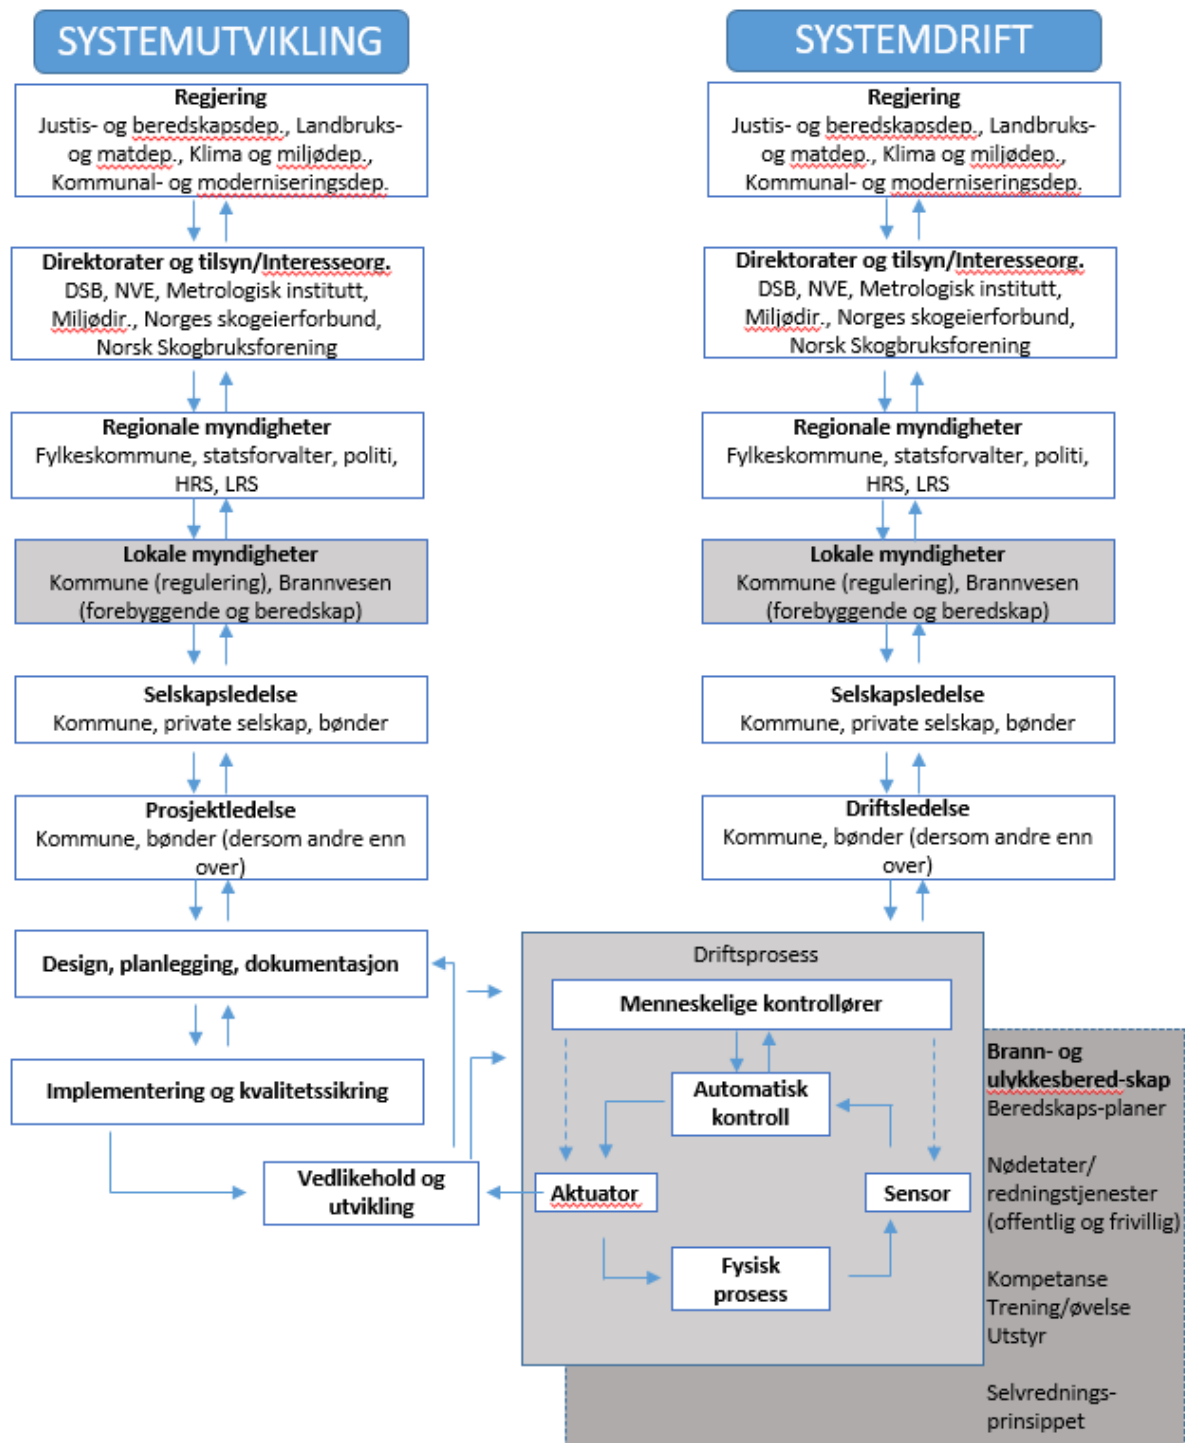 SYSTEMUTVIKLING
Regjering
Justis- og beredskapsdep., Landbruks-
og matdep., Klima og miljødep.,
Kommunal- og moderniseringsdep.
Direktorater og tilsyn/Interesseorg.
DSB, NVE, Metrologisk institutt,
Miljødir., Norges skogeierforbund,
Norsk Skogbruksforening
Regionale myndigheter
Fylkeskommune, statsforvalter, politi,
HRS, LRS
Lokale myndigheter
Kommune (regulering), Brannvesen
(forebyggende og beredskap)
Selskapsledelse
Kommune, private selskap, bønder
Prosjektledelse
Kommune, bønder (dersom andre enn
over)
Design, planlegging, dokumentasjon
Implementering og kvalitetssikring
Vedlikehold og
utvikling
SYSTEMDRIFT
Regjering
Justis- og beredskapsdep., Landbruks-
og matdep., Klima og miljødep.,
Kommunal- og moderniseringsdep.
Direktorater og tilsyn/Interesseorg.
DSB, NVE, Metrologisk institutt,
Miljødir., Norges skogeierforbund,
Norsk Skogbruksforening
Regionale myndigheter
Fylkeskommune, statsforvalter, politi,
HRS, LRS
Lokale myndigheter
Kommune (regulering), Brannvesen
(forebyggende og beredskap)
Selskapsledelse
Kommune, private selskap, bønder
Driftsledelse
Kommune, bønder (dersom andre enn
over)
Driftsprosess
Menneskelige kontrollører
Automatisk
kontroll
Aktuator
Sensor
Fysisk
prosess
Brann- og
ulykkesbered-skap
Beredskaps-planer
Nødetater/
redningstjenester
(offentlig og frivillig)
Kompetanse
Trening/øvelse
Utstyr
Selvrednings-
prinsippet